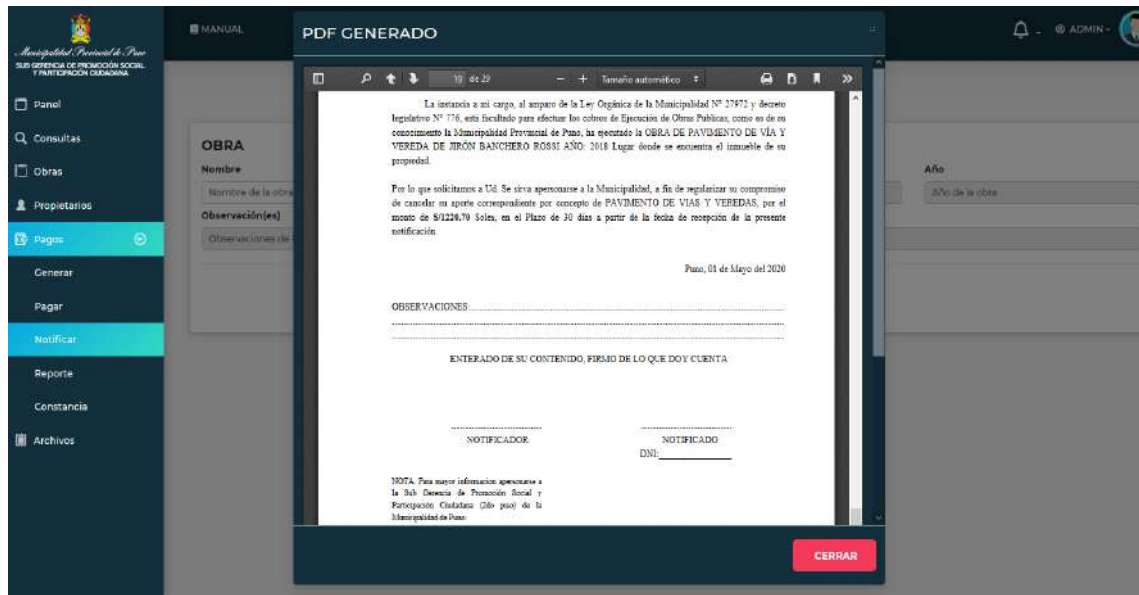 Municipalidad Provincial de Puno
SUB GERENCIA DE PROMOCIÓN SOCIAL
Y PARTICIPACIÓN CIUDADANA
Panel
Consultas
Obras
Propietarios
Pagos
Generar
Pagar
Notificar
Reporte
Constancia
Archivos
MANUAL
ADMIN
OBRA
Nombre
Nombre de la obra
Año
Año de la obra
Observación(es)
Observaciones de
PDF GENERADO
19 de 29
Tamaño automático
La instancia a mi cargo, al amparo de la Ley Orgánica de la Municipalidad Nº 27972 y decreto
legislativo Nº 776, está facultado para efectuar los cobros de Ejecución de Obras Publicas, como es de su
conocimiento la Municipalidad Provincial de Puno, ha ejecutado la OBRA DE PAVIMENTO DE VÍA Y
VEREDA DE JIRÓN BANCHERO ROSSI AÑO: 2018 Lugar donde se encuentra el inmueble de su
propiedad.
Por lo que solicitamos a Ud. Se sirva apersonarse a la Municipalidad, a fin de regularizar su compromiso
de cancelar su aporte correspondiente por concepto de PAVIMENTO DE VIAS Y VEREDAS, por el
monto de S/1220.70 Soles, en el Plazo de 30 días a partir de la fecha de recepción de la presente
notificación.
Puno, 01 de Mayo del 2020
OBSERVACIONES:
ENTERADO DE SU CONTENIDO, FIRMO DE LO QUE DOY CUENTA
NOTIFICADOR
NOTIFICADO
DNI:
NOTA: Para mayor información apersonarse a
la Sub Gerencia de Promoción Social y
Participación Ciudadana (2do piso) de la
Municipalidad de Puno
CERRAR